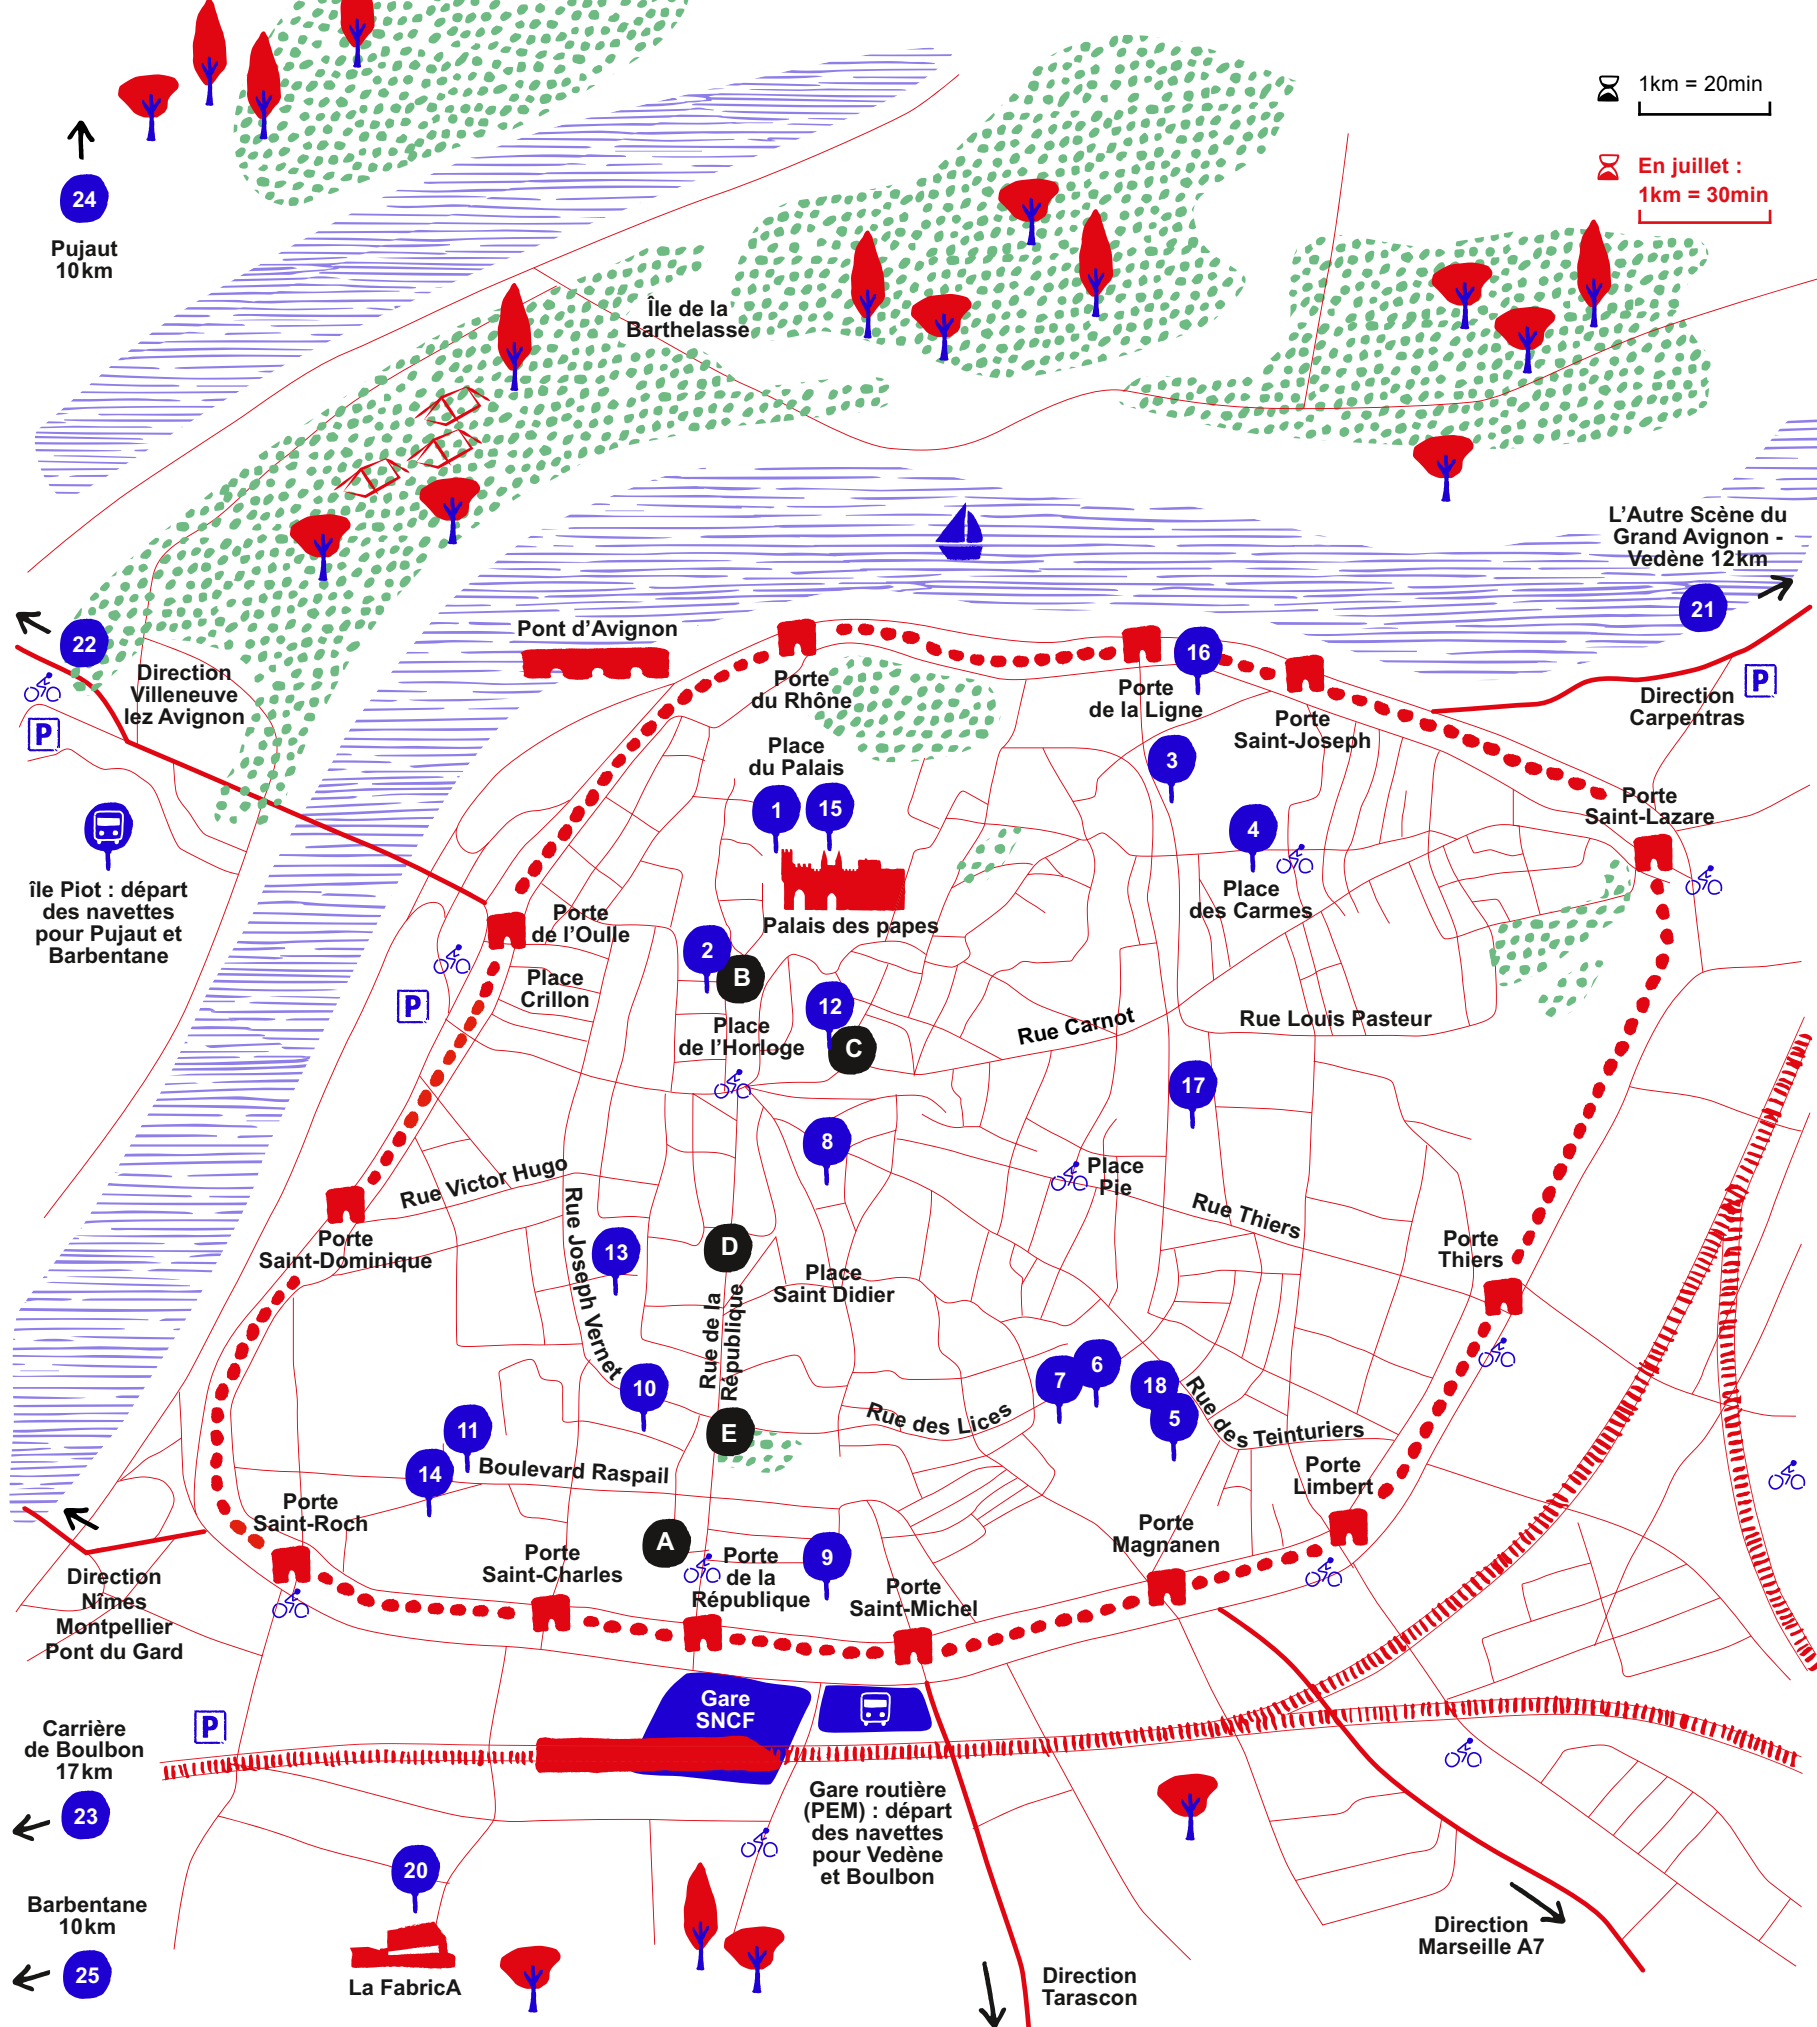 1km = 20min
En juillet :
1km = 30min
24
Pujaut
10km
Île de la
Barthelasse
L'Autre Scène du
Grand Avignon -
Vedène 12km
21
22
Direction
Villeneuve
lez Avignon
P
Pont d'Avignon
Porte
du Rhône
Porte
de la Ligne
16
Porte
Saint-Joseph
Direction
Carpentras
P
Place
du Palais
1
15
3
4
Porte
Saint-Lazare
île Piot : départ
des navettes
pour Pujaut et
Barbentane
Porte
de l'Oulle
Palais des papes
Place
des Carmes
2
B
Place
Crillon
P
12
C
Place
de l'Horloge
Rue Carnot
Rue Louis Pasteur
17
8
Place
Pie
Rue Victor Hugo
Rue Thiers
Porte
Saint-Dominique
Rue Joseph Vernet
13
D
Place
Saint Didier
Porte
Thiers
Rue de la
République
10
7
6
18
5
11
14
E
Rue des Lices
Rue des Teinturiers
Boulevard Raspail
Porte
Limbert
Porte
Saint-Roch
A
9
Porte
Magnanen
Porte
Saint-Charles
Porte
de la
République
Porte
Saint-Michel
Direction
Nîmes
Montpellier
Pont du Gard
Gare
SNCF
P
Carrière
de Boulbon
17km
23
Gare routière
(PEM) : départ
des navettes
pour Vedène
et Boulbon
20
La FabricA
Barbentane
10km
25
Direction
Marseille A7
Direction
Tarascon